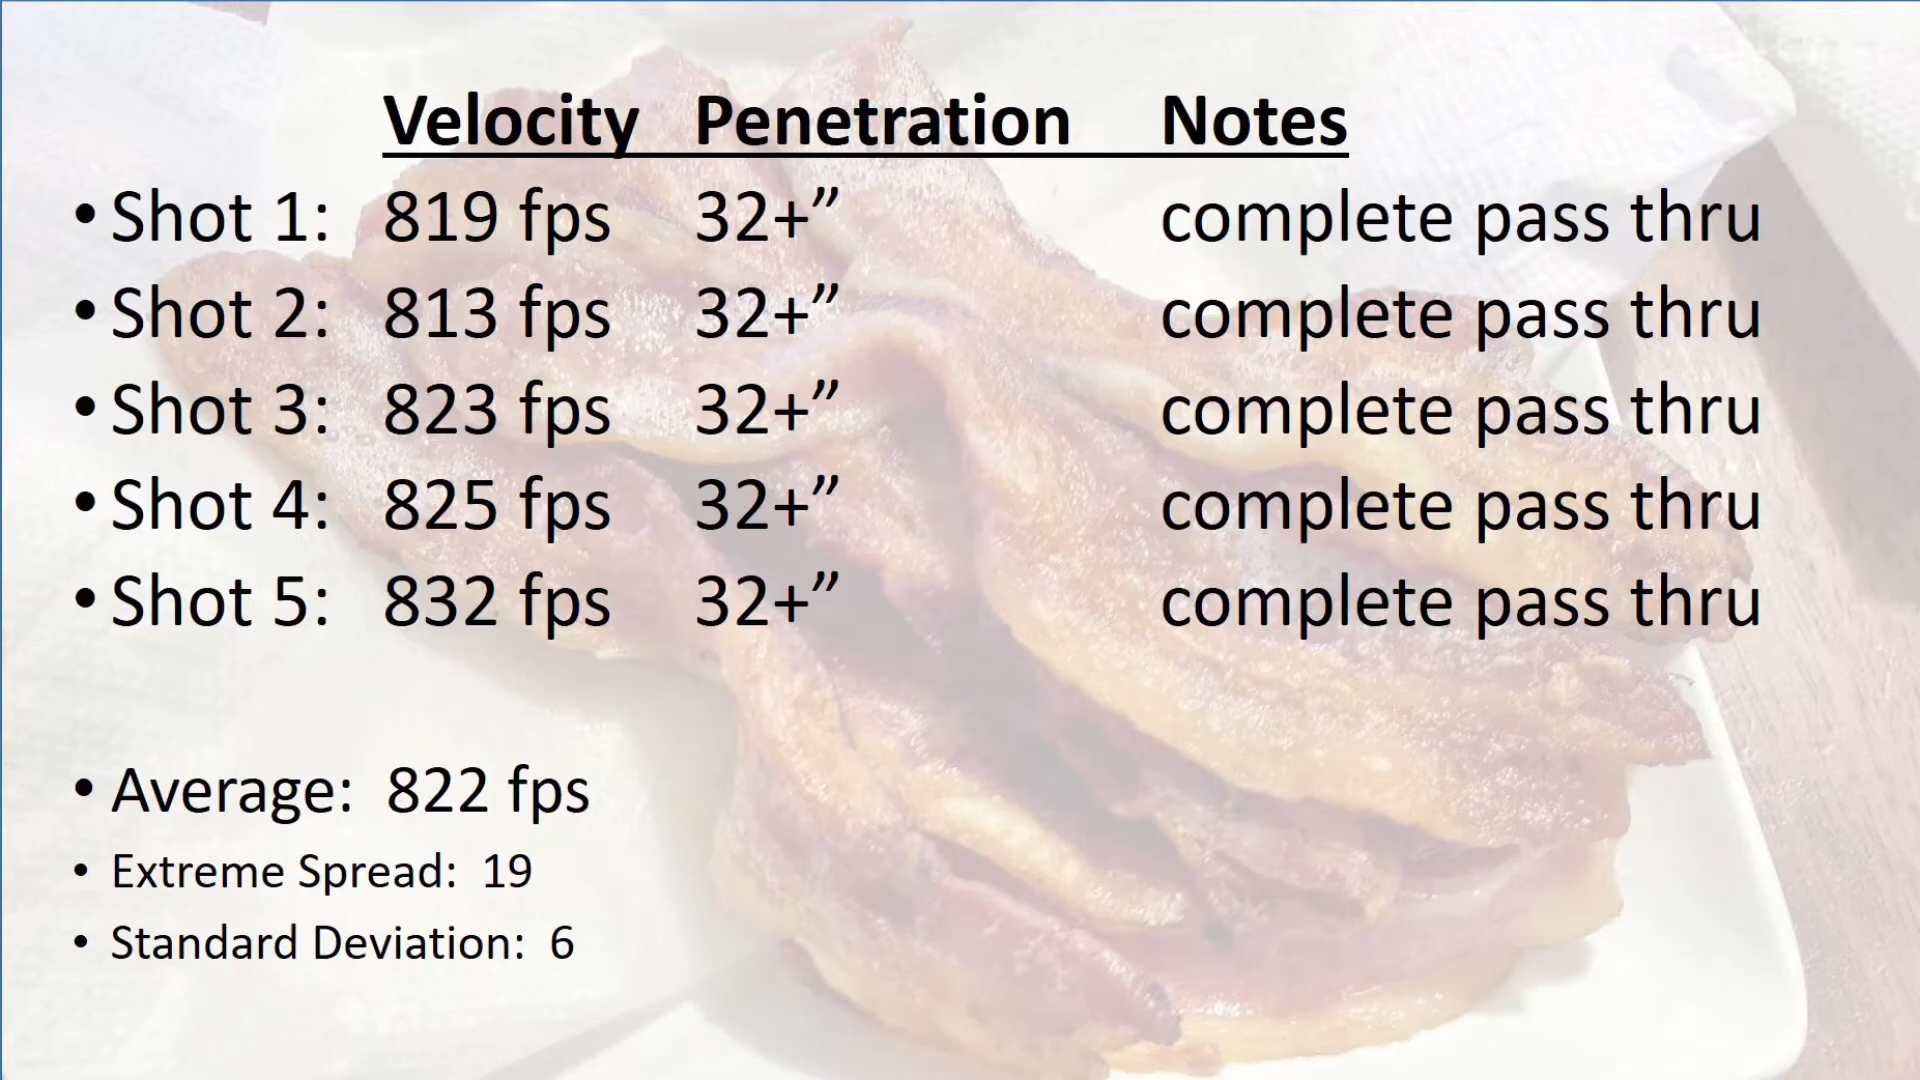 Velocity Penetration Notes
• Shot 1: 819 fps 32+” complete pass thru
• Shot 2: 813 fps 32+” complete pass thru
• Shot 3: 823 fps 32+” complete pass thru
• Shot 4: 825 fps 32+” complete pass thru
• Shot 5: 832 fps 32+” complete pass thru
• Average: 822 fps
• Extreme Spread: 19
• Standard Deviation: 6